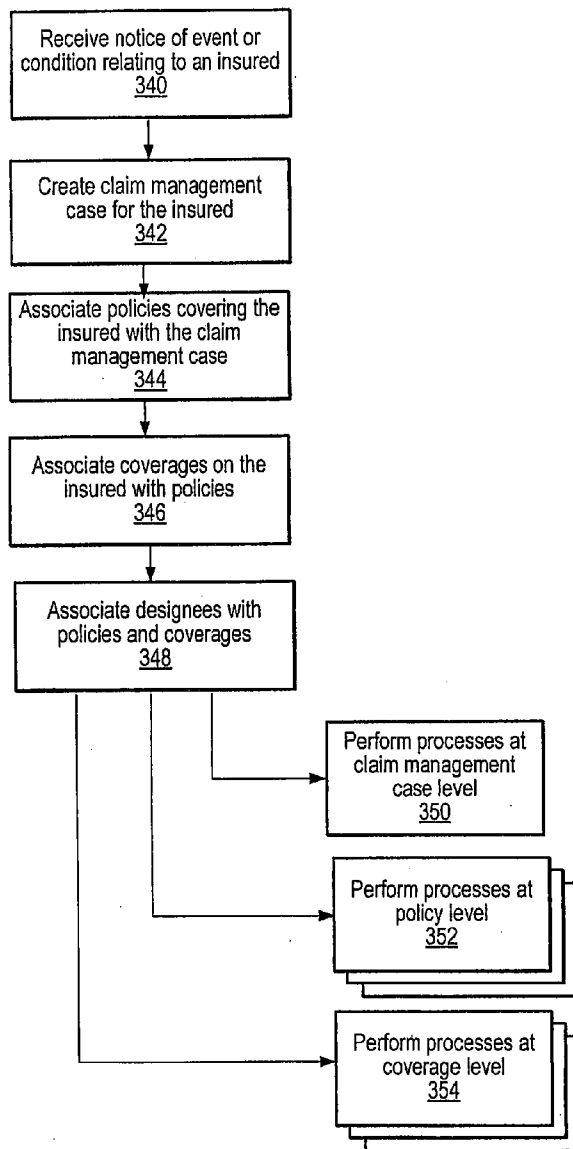 Receive notice of event or
condition relating to an insured
340
Create claim management
case for the insured
342
Associate policies covering the
insured with the claim
management case
344
Associate coverages on the
insured with policies
346
Associate designees with
policies and coverages
348
Perform processes at
claim management
case level
350
Perform processes at
policy level
352
Perform processes at
coverage level
354